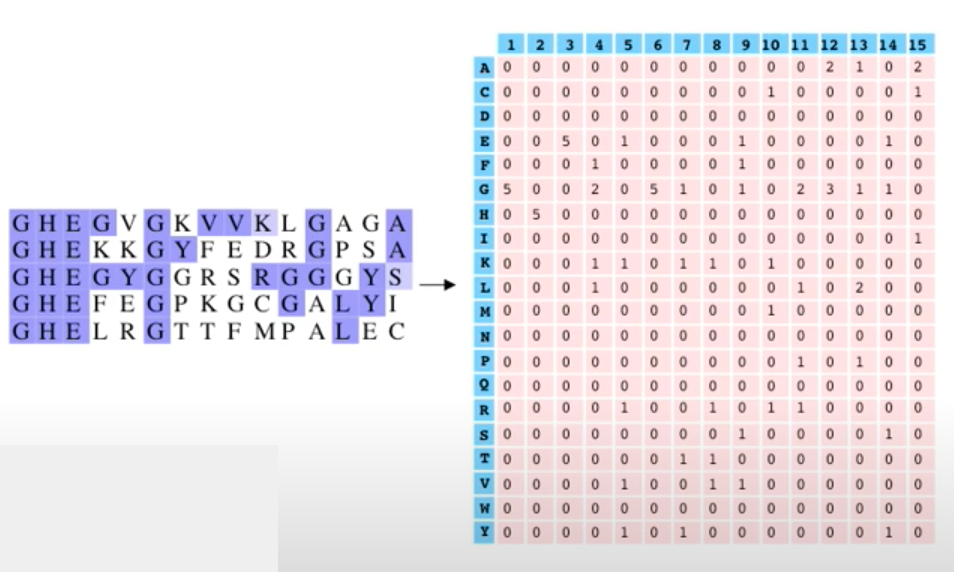 G H E G V G K V V K L G A G A
G H E K K G Y F E D R G P S A
G H E G Y G G R S R G G G Y S
G H E F E G P K G C G A L Y I
G H E L R G T T F M P A L E C
1 2 3 4 5 6 7 8 9 10 11 12 13 14 15
A 0 0 0 0 0 0 0 0 0 0 0 2 1 0 2
C 0 0 0 0 0 0 0 0 0 1 0 0 0 0 1
D 0 0 0 0 0 0 0 0 0 0 0 0 0 0 0
E 0 0 5 0 1 0 0 0 1 0 0 0 0 1 0
F 0 0 0 1 0 0 0 0 1 0 0 0 0 0 0
G 5 0 0 2 0 5 1 0 1 0 2 3 1 1 0
H 0 5 0 0 0 0 0 0 0 0 0 0 0 0 0
I 0 0 0 0 0 0 0 0 0 0 0 0 0 0 1
K 0 0 0 1 1 0 1 1 0 1 0 0 0 0 0
L 0 0 0 1 0 0 0 0 0 0 1 0 2 0 0
M 0 0 0 0 0 0 0 0 0 1 0 0 0 0 0
N 0 0 0 0 0 0 0 0 0 0 0 0 0 0 0
P 0 0 0 0 0 0 0 0 0 0 1 0 1 0 0
Q 0 0 0 0 0 0 0 0 0 0 0 0 0 0 0
R 0 0 0 0 1 0 0 1 0 1 1 0 0 0 0
S 0 0 0 0 0 0 0 0 1 0 0 0 0 1 0
T 0 0 0 0 0 0 1 1 0 0 0 0 0 0 0
V 0 0 0 0 1 0 0 1 1 0 0 0 0 0 0
W 0 0 0 0 0 0 0 0 0 0 0 0 0 0 0
Y 0 0 0 0 1 0 1 0 0 0 0 0 0 1 0